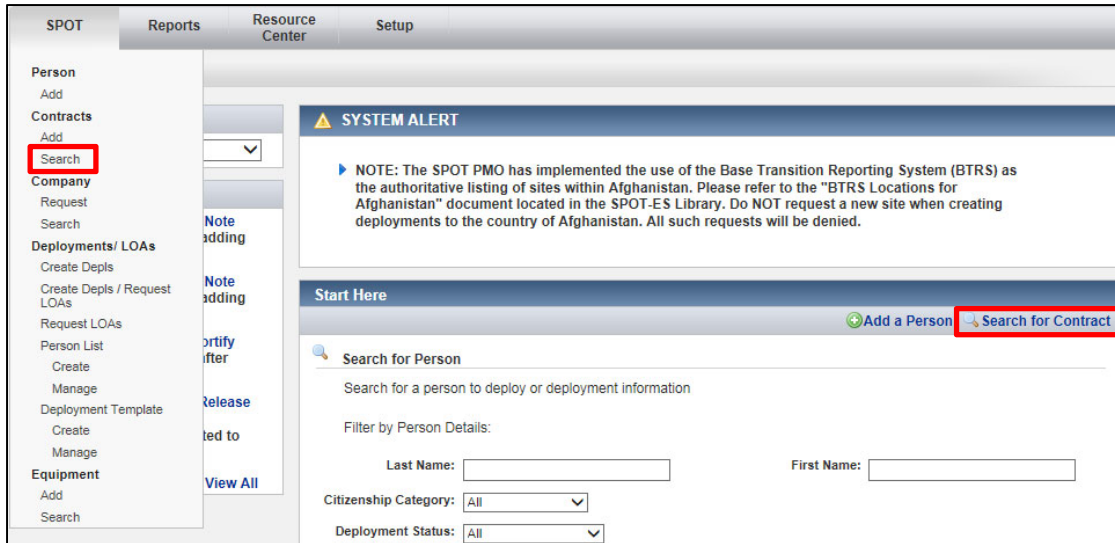 SPOT
Reports
Resource
Center
Setup
Person
Add
Contracts
Add
Search
Company
Request
Search
Deployments/ LOAs
Create Depls
Create Depls / Request
LOAs
Request LOAs
Person List
Create
Manage
Deployment Template
Create
Manage
Equipment
Add
Search
Note
adding
Note
adding
ortify
after
Release
ted to
View All
SYSTEM ALERT
NOTE: The SPOT PMO has implemented the use of the Base Transition Reporting System (BTRS) as
the authoritative listing of sites within Afghanistan. Please refer to the "BTRS Locations for
Afghanistan" document located in the SPOT-ES Library. Do NOT request a new site when creating
deployments to the country of Afghanistan. All such requests will be denied.
Start Here
Add a Person
Search for Contract
Search for Person
Search for a person to deploy or deployment information
Filter by Person Details:
Last Name:
First Name:
Citizenship Category: All
Deployment Status: All